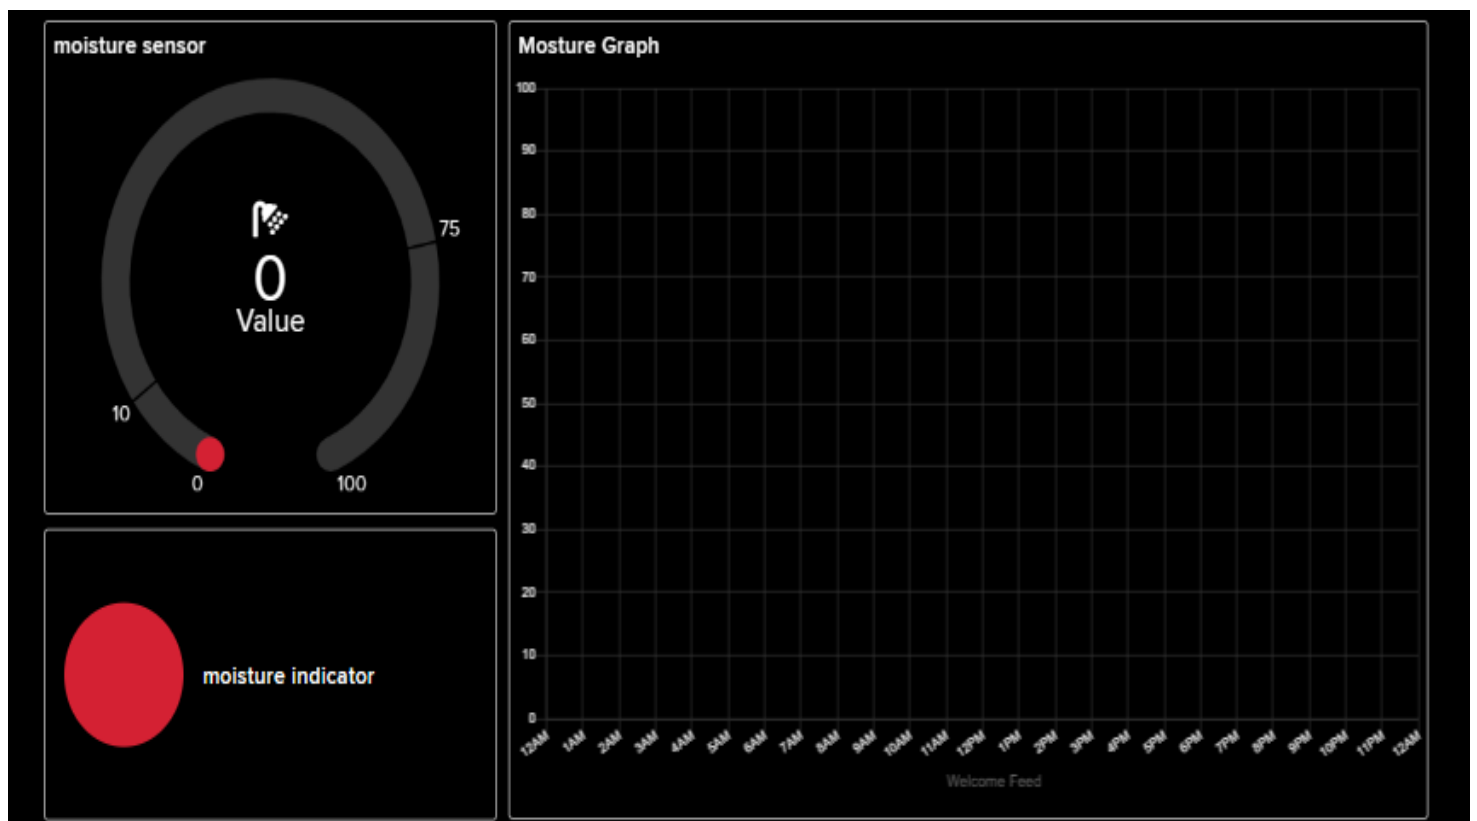 moisture sensor
75
0
Value
10
0
100
moisture indicator
Mosture Graph
100
90
80
70
60
50
40
30
20
10
0
12AM 1AM 2AM 3AM 4AM 5AM 6AM 7AM 8AM 9AM 10AM 11AM 12PM 1PM 2PM 3PM 4PM 5PM 6PM 7PM 8PM 9PM 10PM 11PM 12AM
Welcome Feed